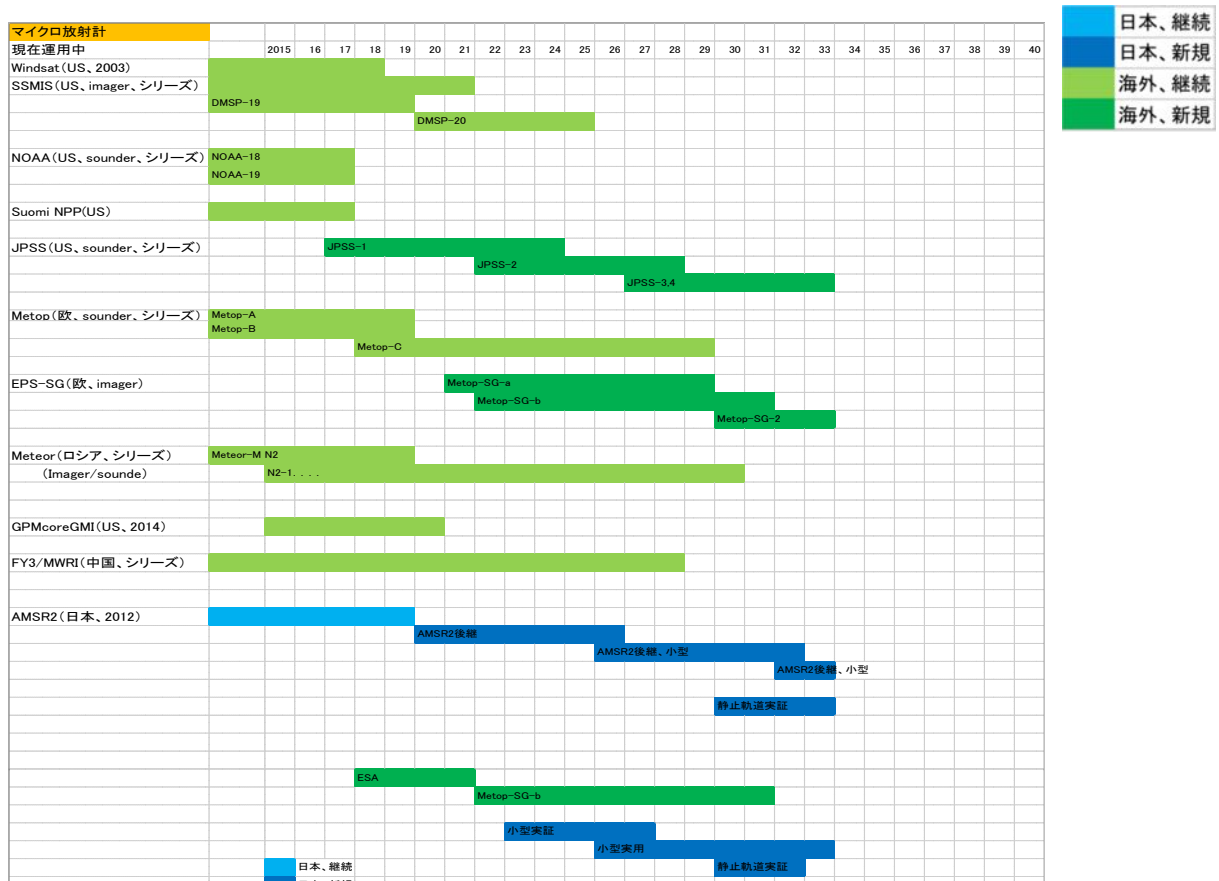 マイクロ放射計
現在運用中 2015 16 17 18 19 20 21 22 23 24 25 26 27 28 29 30 31 32 33 34 35 36 37 38 39 40
Windsat(US、2003)
SSMIS(US、imager、シリーズ)
DMSP-19
DMSP-20
NOAA(US、sounder、シリーズ) NOAA-18
NOAA-19
Suomi NPP(US)
JPSS(US、sounder、シリーズ) JPSS-1
JPSS-2
JPSS-3,4
Metop(欧、sounder、シリーズ) Metop-A
Metop-B
Metop-C
EPS-SG(欧、imager) Metop-SG-a
Metop-SG-b
Metop-SG-2
Meteor(ロシア、シリーズ) Meteor-M N2
(Imager/sounde) N2-1. . . .
GPMcoreGMI(US、2014)
FY3/MWRI(中国、シリーズ)
AMSR2(日本、2012)
AMSR2後継
AMSR2後継、小型
AMSR2後継、小型
静止軌道実証
ESA
Metop-SG-b
小型実証
小型実用
日本、継続 静止軌道実証
日本、継続
日本、新規
海外、継続
海外、新規